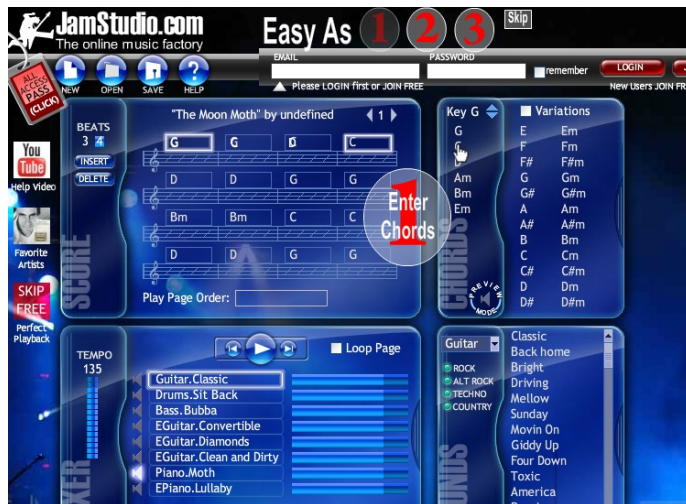 JamStudio.com
The online music factory
Easy As 1 2 3
Skip
EMAIL
PASSWORD
remember
LOGIN
Please LOGIN first or JOIN FREE
New Users JOIN FR
ALL
ACCESS
PASS
(CLICK)
NEW
OPEN
SAVE
HELP
You
Tube
Help Video
Favorite
Artists
SKIP
FREE
Perfect
Playback
BEATS
3 4
INSERT
DELETE
SCORE
"The Moon Moth" by undefined
1
G G C
D D G G
Bm Bm C C
D D G G
Play Page Order:
1
Enter
Chords
Key G
G
Am
Bm
Em
CHORDS
PREVIEW
MODE
Variations
E Em
F Fm
F# F#m
G Gm
G# G#m
A Am
A# A#m
B Bm
C Cm
C# C#m
D Dm
D# D#m
TEMPO
135
XER
Loop Page
Guitar.Classic
Drums.Sit Back
Bass.Bubba
EGuitar.Convertible
EGuitar.Diamonds
EGuitar.Clean and Dirty
Piano.Moth
EPiano.Lullaby
Guitar
ROCK
ALT ROCK
TECHNO
COUNTRY
NDS
Classic
Back home
Bright
Driving
Mellow
Sunday
Movin On
Giddy Up
Four Down
Toxic
America